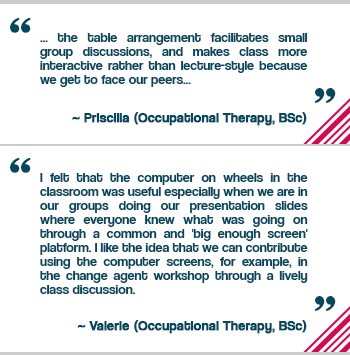 “
... the table arrangement facilitates small
group discussions, and makes class more
interactive rather than lecture-style because
we get to face our peers...
”
~ Priscilla (Occupational Therapy, BSc)
“
I felt that the computer on wheels in the
classroom was useful especially when we are in
our groups doing our presentation slides
where everyone knew what was going on
through a common and 'big enough screen'
platform. I like the idea that we can contribute
using the computer screens, for example, in
the change agent workshop through a lively
class discussion.
”
~ Valerie (Occupational Therapy, BSc)